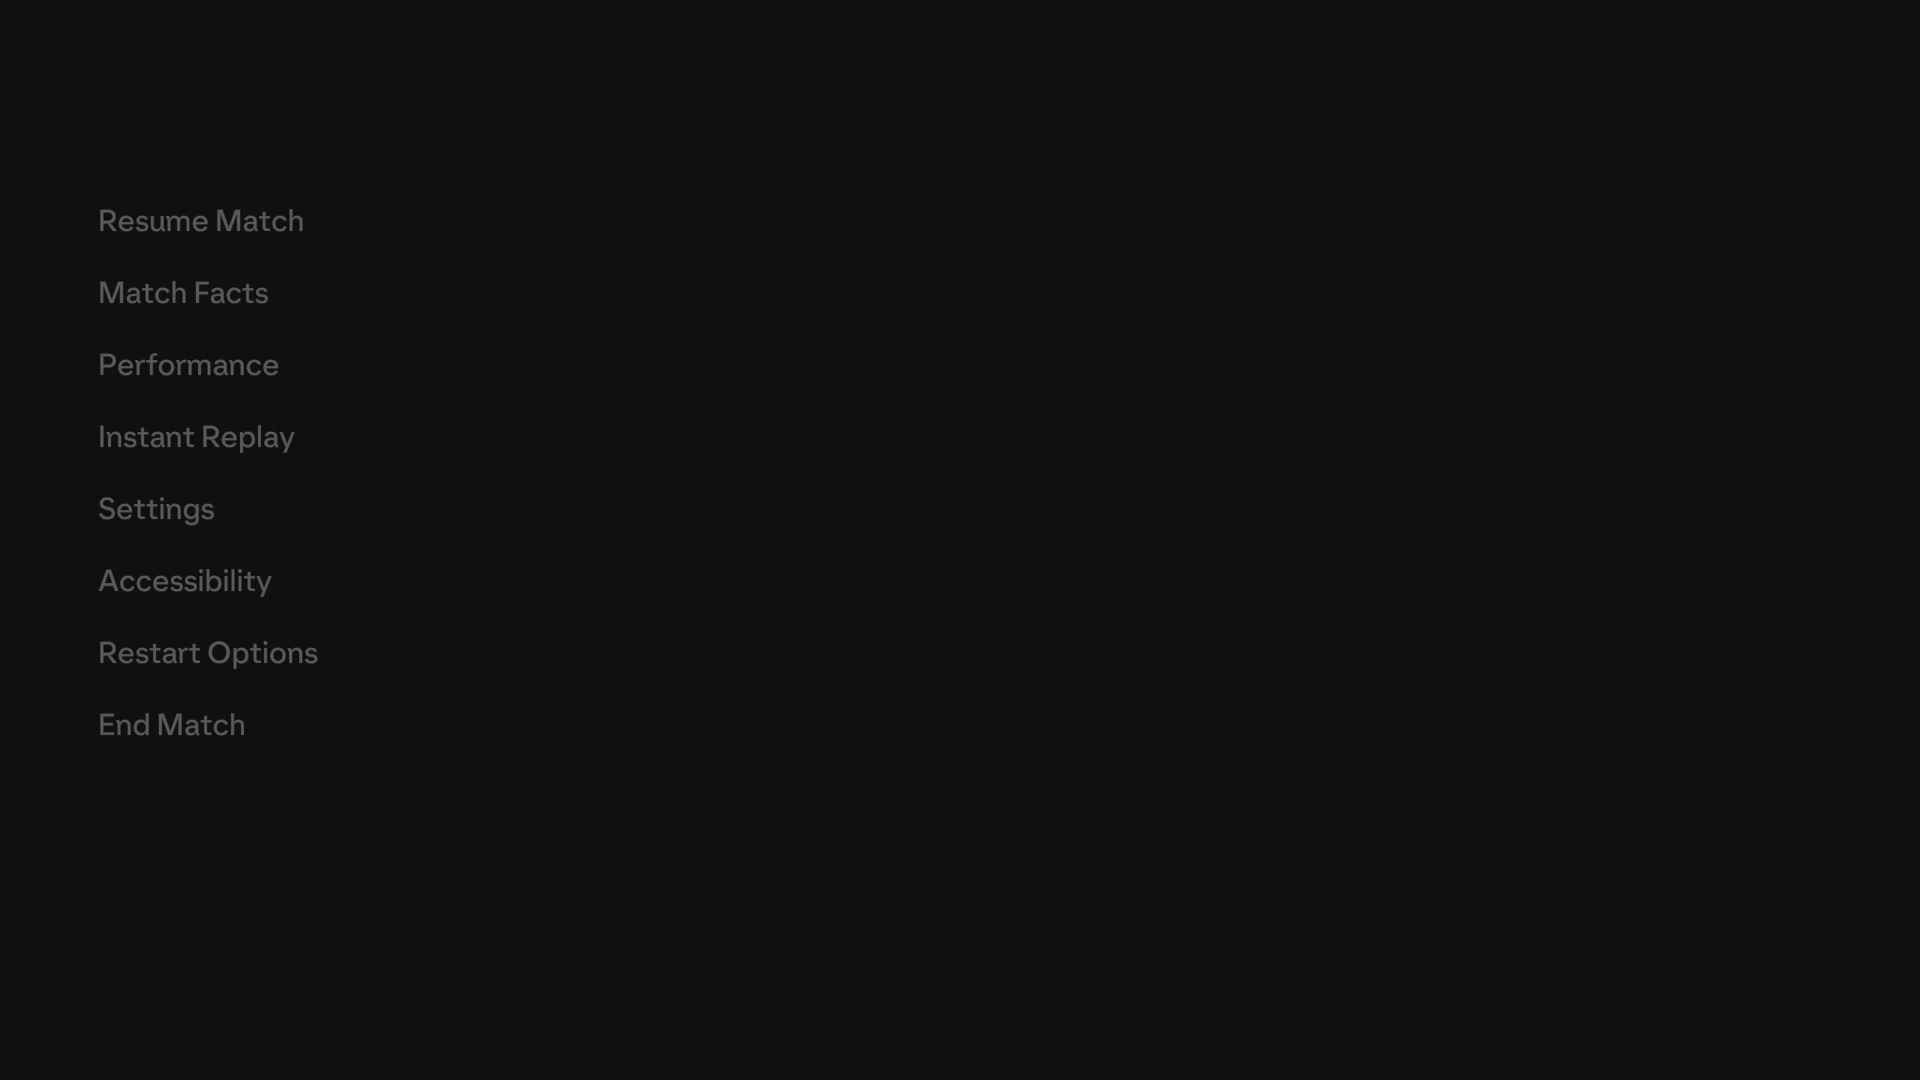 Resume Match
Match Facts
Performance
Instant Replay
Settings
Accessibility
Restart Options
End Match